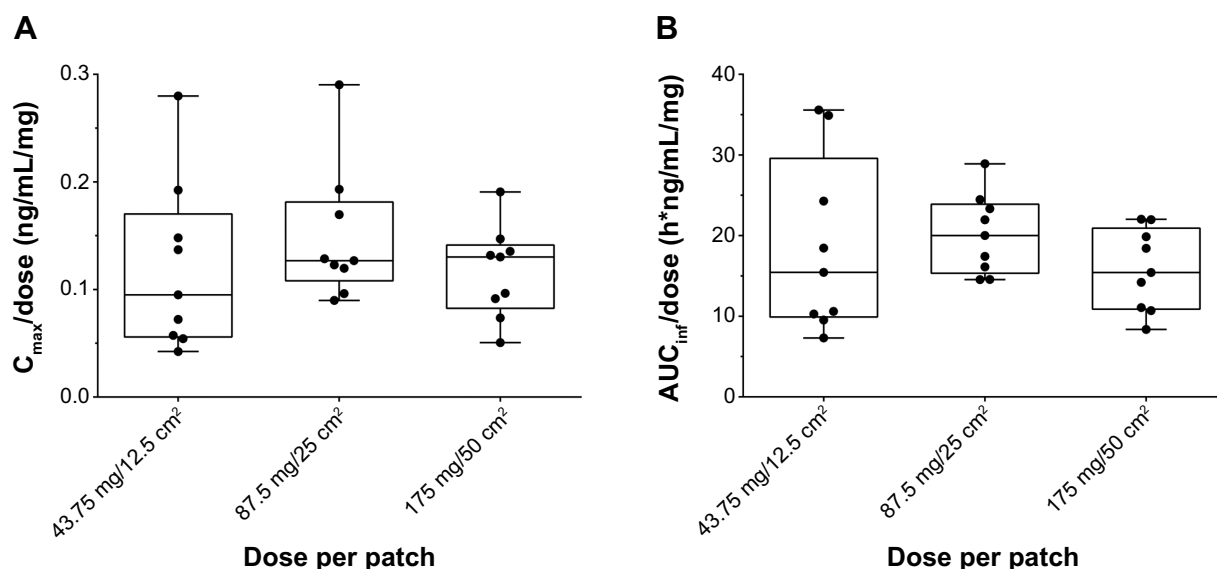 A
C_max/dose (ng/mL/mg)
0.3
0.2
0.1
0.0
43.75 mg/12.5 cm²
87.5 mg/25 cm²
175 mg/50 cm²
Dose per patch
B
AUC_inf/dose (h*ng/mL/mg)
40
30
20
10
0
43.75 mg/12.5 cm²
87.5 mg/25 cm²
175 mg/50 cm²
Dose per patch